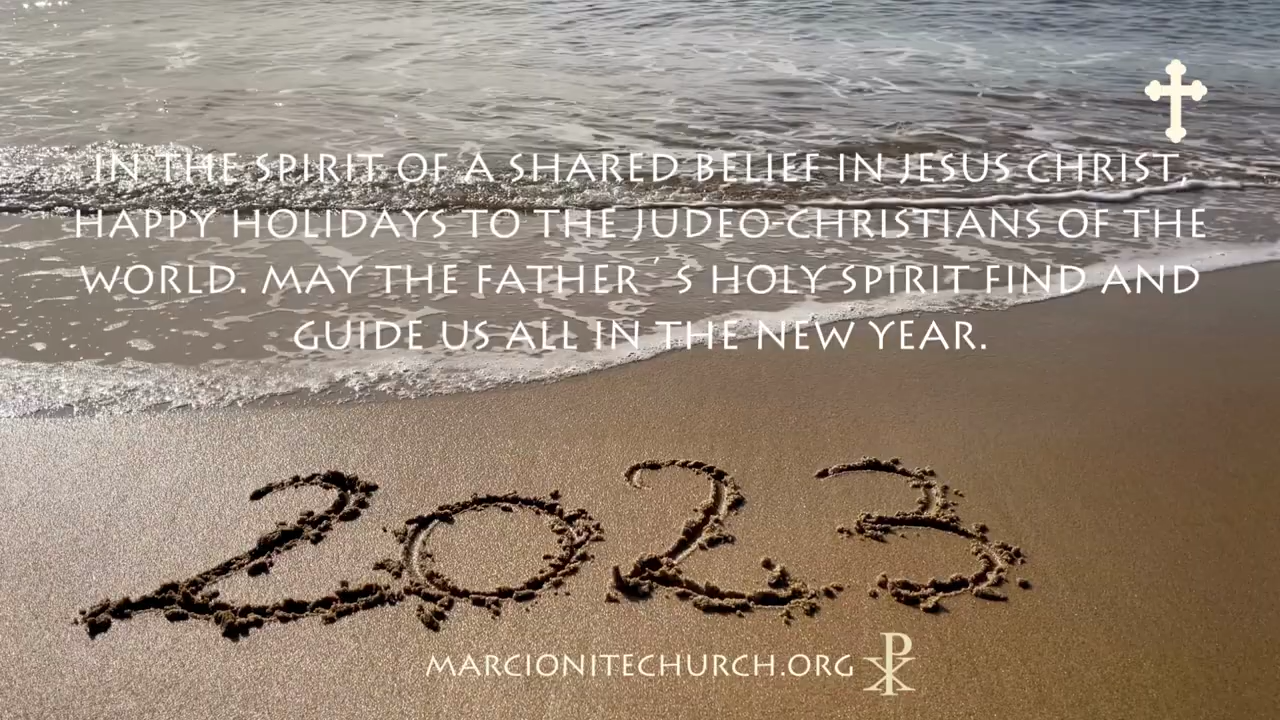 IN THE SPIRIT OF A SHARED BELIEF IN JESUS CHRIST,
HAPPY HOLIDAYS TO THE JUDEO-CHRISTIANS OF THE
WORLD. MAY THE FATHER´S HOLY SPIRIT FIND AND
GUIDE US ALL IN THE NEW YEAR.
2023
MARCIONITECHURCH.ORG